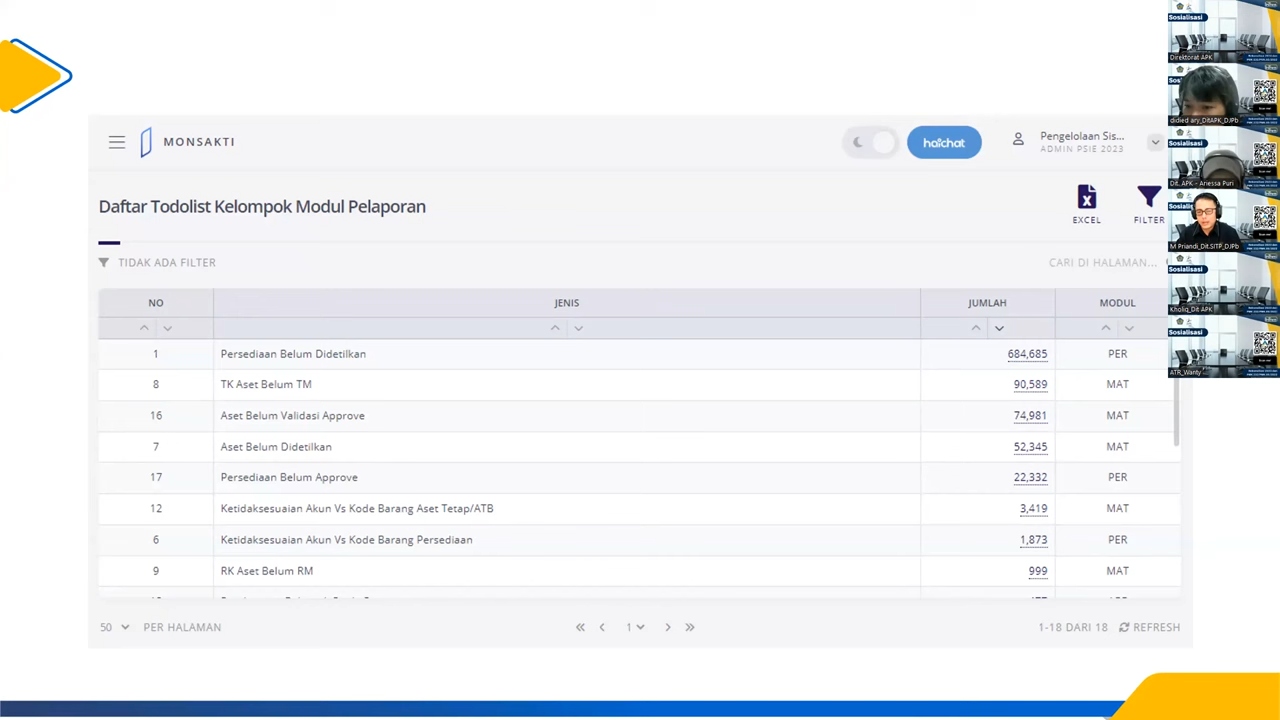 MONSAKTI
haichat
Pengelolaan Sis...
ADMIN PSIE 2023
Daftar Todolist Kelompok Modul Pelaporan
EXCEL
FILTER
TIDAK ADA FILTER
CARI DI HALAMAN...
NO JENIS JUMLAH MODUL
1 Persediaan Belum Didetilkan 684,685 PER
8 TK Aset Belum TM 90,589 MAT
16 Aset Belum Validasi Approve 74,981 MAT
7 Aset Belum Didetilkan 52,345 MAT
17 Persediaan Belum Approve 22,332 PER
12 Ketidaksesuaian Akun Vs Kode Barang Aset Tetap/ATB 3,419 MAT
6 Ketidaksesuaian Akun Vs Kode Barang Persediaan 1,873 PER
9 RK Aset Belum RM 999 MAT
50 PER HALAMAN
1
1-18 DARI 18 REFRESH
Sosialisasi
Direktorat APK
didied ary_DitAPK_DJPb
Sosialisasi
Dit. APK - Ariessa Puri
M Priandi_Dit.SITP_DJPb
Sosialisasi
Kholiq_Dit APK
Sosialisasi
ATR_Wanty